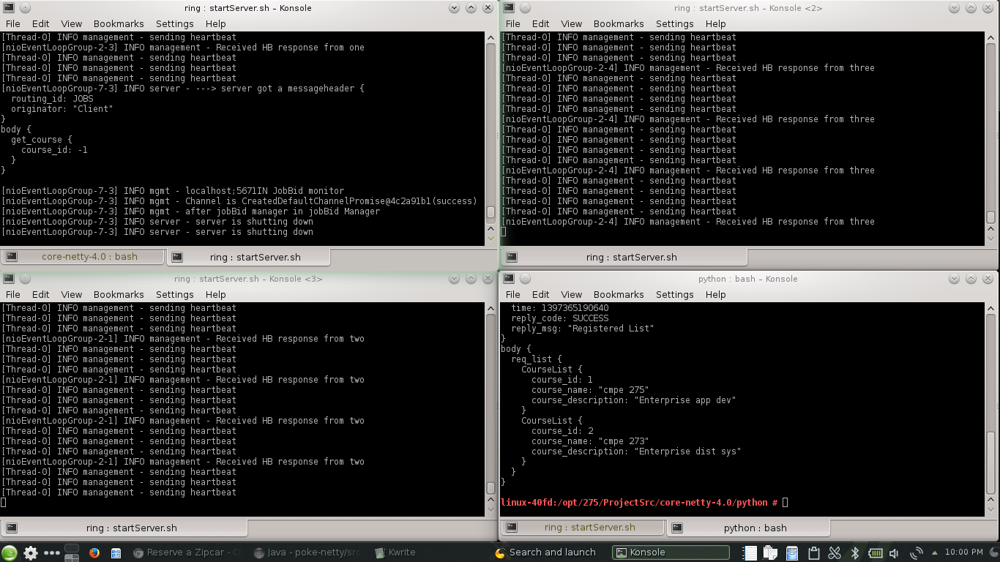 ring : startServer.sh – Konsole
File Edit View Bookmarks Settings Help
[Thread-0] INFO management - sending heartbeat
[nioEventLoopGroup-2-3] INFO management - Received HB response from one
[Thread-0] INFO management - sending heartbeat
[Thread-0] INFO management - sending heartbeat
[Thread-0] INFO management - sending heartbeat
[nioEventLoopGroup-7-3] INFO server - ---> server got a messageheader {
  routing_id: JOBS
  originator: "Client"
}
body {
  get_course {
    course_id: -1
  }
}
[nioEventLoopGroup-7-3] INFO mgmt - localhost;5671IN JobBid monitor
[nioEventLoopGroup-7-3] INFO mgmt - Channel is CreatedDefaultChannelPromise@4c2a91b1(success)
[nioEventLoopGroup-7-3] INFO mgmt - after jobBid manager in jobBid Manager
[nioEventLoopGroup-7-3] INFO server - server is shutting down
[nioEventLoopGroup-7-3] INFO server - server is shutting down
core-netty-4.0 : bash
ring : startServer.sh
ring : startServer.sh – Konsole <2>
File Edit View Bookmarks Settings Help
[Thread-0] INFO management - sending heartbeat
[Thread-0] INFO management - sending heartbeat
[Thread-0] INFO management - sending heartbeat
[nioEventLoopGroup-2-4] INFO management - Received HB response from three
[Thread-0] INFO management - sending heartbeat
[Thread-0] INFO management - sending heartbeat
[Thread-0] INFO management - sending heartbeat
[Thread-0] INFO management - sending heartbeat
[nioEventLoopGroup-2-4] INFO management - Received HB response from three
[Thread-0] INFO management - sending heartbeat
[Thread-0] INFO management - sending heartbeat
[Thread-0] INFO management - sending heartbeat
[Thread-0] INFO management - sending heartbeat
[nioEventLoopGroup-2-4] INFO management - Received HB response from three
[Thread-0] INFO management - sending heartbeat
[Thread-0] INFO management - sending heartbeat
[Thread-0] INFO management - sending heartbeat
[Thread-0] INFO management - sending heartbeat
[nioEventLoopGroup-2-4] INFO management - Received HB response from three
ring : startServer.sh
ring : startServer.sh – Konsole <3>
File Edit View Bookmarks Settings Help
[Thread-0] INFO management - sending heartbeat
[Thread-0] INFO management - sending heartbeat
[Thread-0] INFO management - sending heartbeat
[nioEventLoopGroup-2-1] INFO management - Received HB response from two
[Thread-0] INFO management - sending heartbeat
[Thread-0] INFO management - sending heartbeat
[Thread-0] INFO management - sending heartbeat
[nioEventLoopGroup-2-1] INFO management - Received HB response from two
[Thread-0] INFO management - sending heartbeat
[Thread-0] INFO management - sending heartbeat
[Thread-0] INFO management - sending heartbeat
[nioEventLoopGroup-2-1] INFO management - Received HB response from two
[Thread-0] INFO management - sending heartbeat
[Thread-0] INFO management - sending heartbeat
[Thread-0] INFO management - sending heartbeat
[nioEventLoopGroup-2-1] INFO management - Received HB response from two
[Thread-0] INFO management - sending heartbeat
[Thread-0] INFO management - sending heartbeat
[Thread-0] INFO management - sending heartbeat
ring : startServer.sh
python : bash – Konsole
File Edit View Bookmarks Settings Help
  time: 1397365190640
  reply_code: SUCCESS
  reply_msg: "Registered List"
}
body {
  req_list {
    CourseList {
      course_id: 1
      course_name: "cmpe 275"
      course_description: "Enterprise app dev"
    }
    CourseList {
      course_id: 2
      course_name: "cmpe 273"
      course_description: "Enterprise dist sys"
    }
  }
}
linux-40fd:/opt/275/ProjectSrc/core-netty-4.0/python #
ring : startServer.sh
python : bash
Reserve a Zipcar - Ch
Java - poke-netty/src
Kwrite
Search and launch
Konsole
10:00 PM